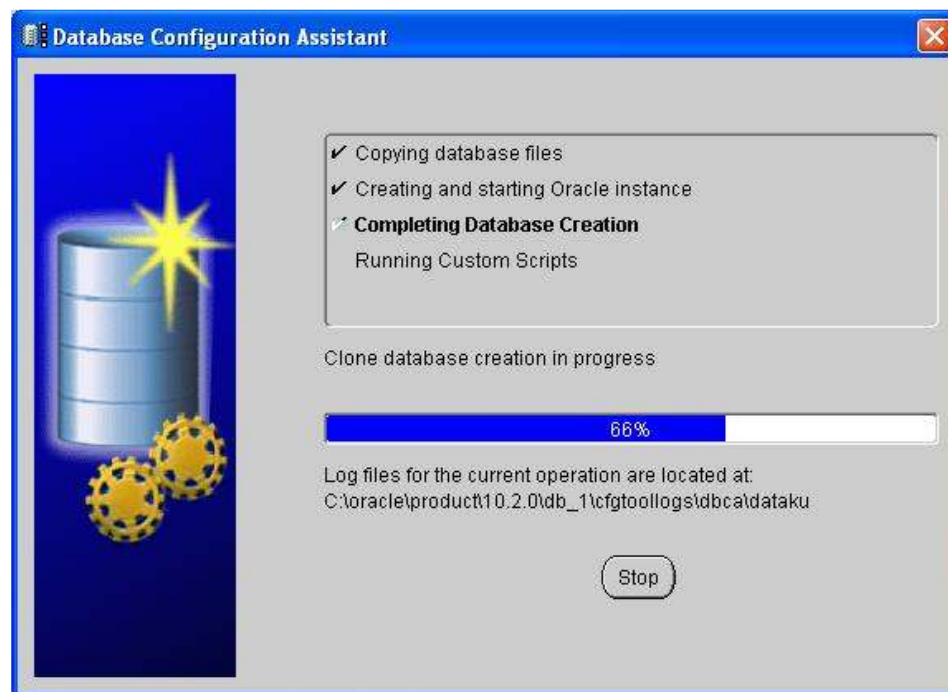 Database Configuration Assistant
Copying database files
Creating and starting Oracle instance
Completing Database Creation
Running Custom Scripts
Clone database creation in progress
66%
Log files for the current operation are located at:
C:\oracle\product\10.2.0\db_1\cfgtoollogs\dbca\dataku
Stop